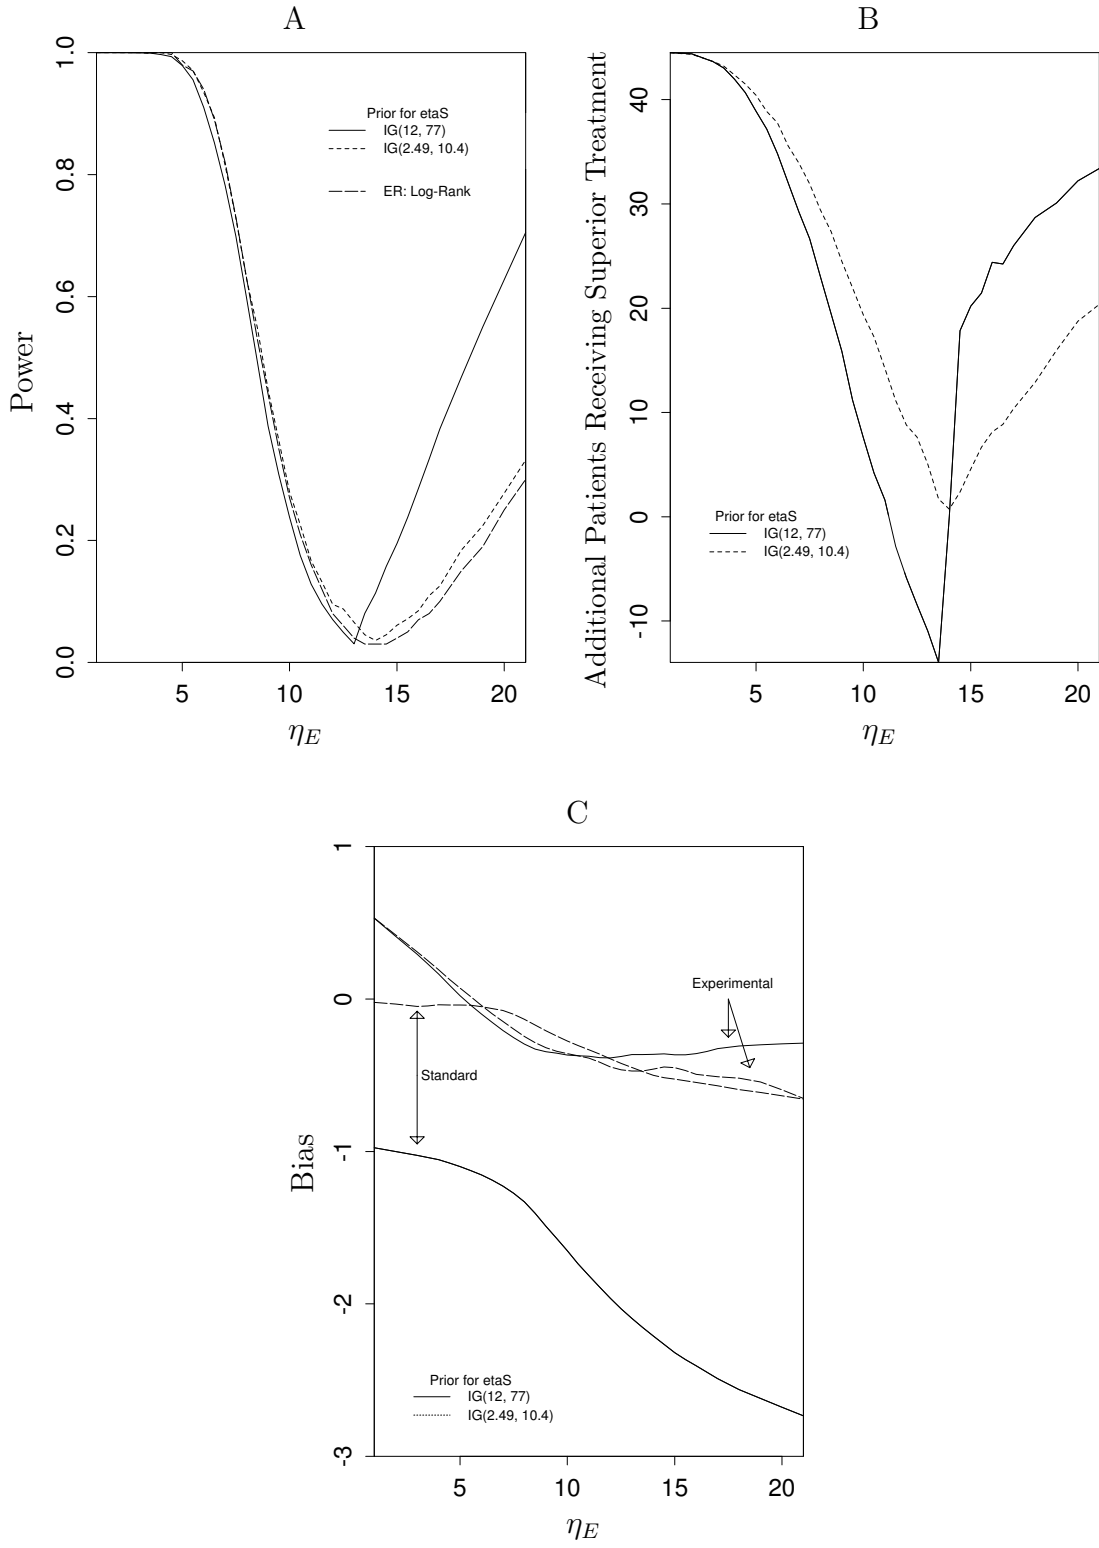 A
Power
0.0 0.2 0.4 0.6 0.8 1.0
Prior for etaS
IG(12, 77)
IG(2.49, 10.4)
ER: Log-Rank
5 10 15 20
η_E
B
Additional Patients Receiving Superior Treatment
-10 0 10 20 30 40
Prior for etaS
IG(12, 77)
IG(2.49, 10.4)
5 10 15 20
η_E
C
Bias
-3 -2 -1 0 1
Experimental
Standard
Prior for etaS
IG(12, 77)
IG(2.49, 10.4)
5 10 15 20
η_E